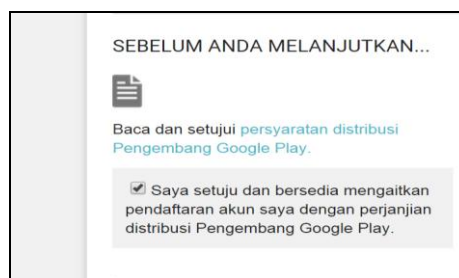 SEBELUM ANDA MELANJUTKAN...
Baca dan setujui persyaratan distribusi
Pengembang Google Play.
Saya setuju dan bersedia mengaitkan
pendaftaran akun saya dengan perjanjian
distribusi Pengembang Google Play.